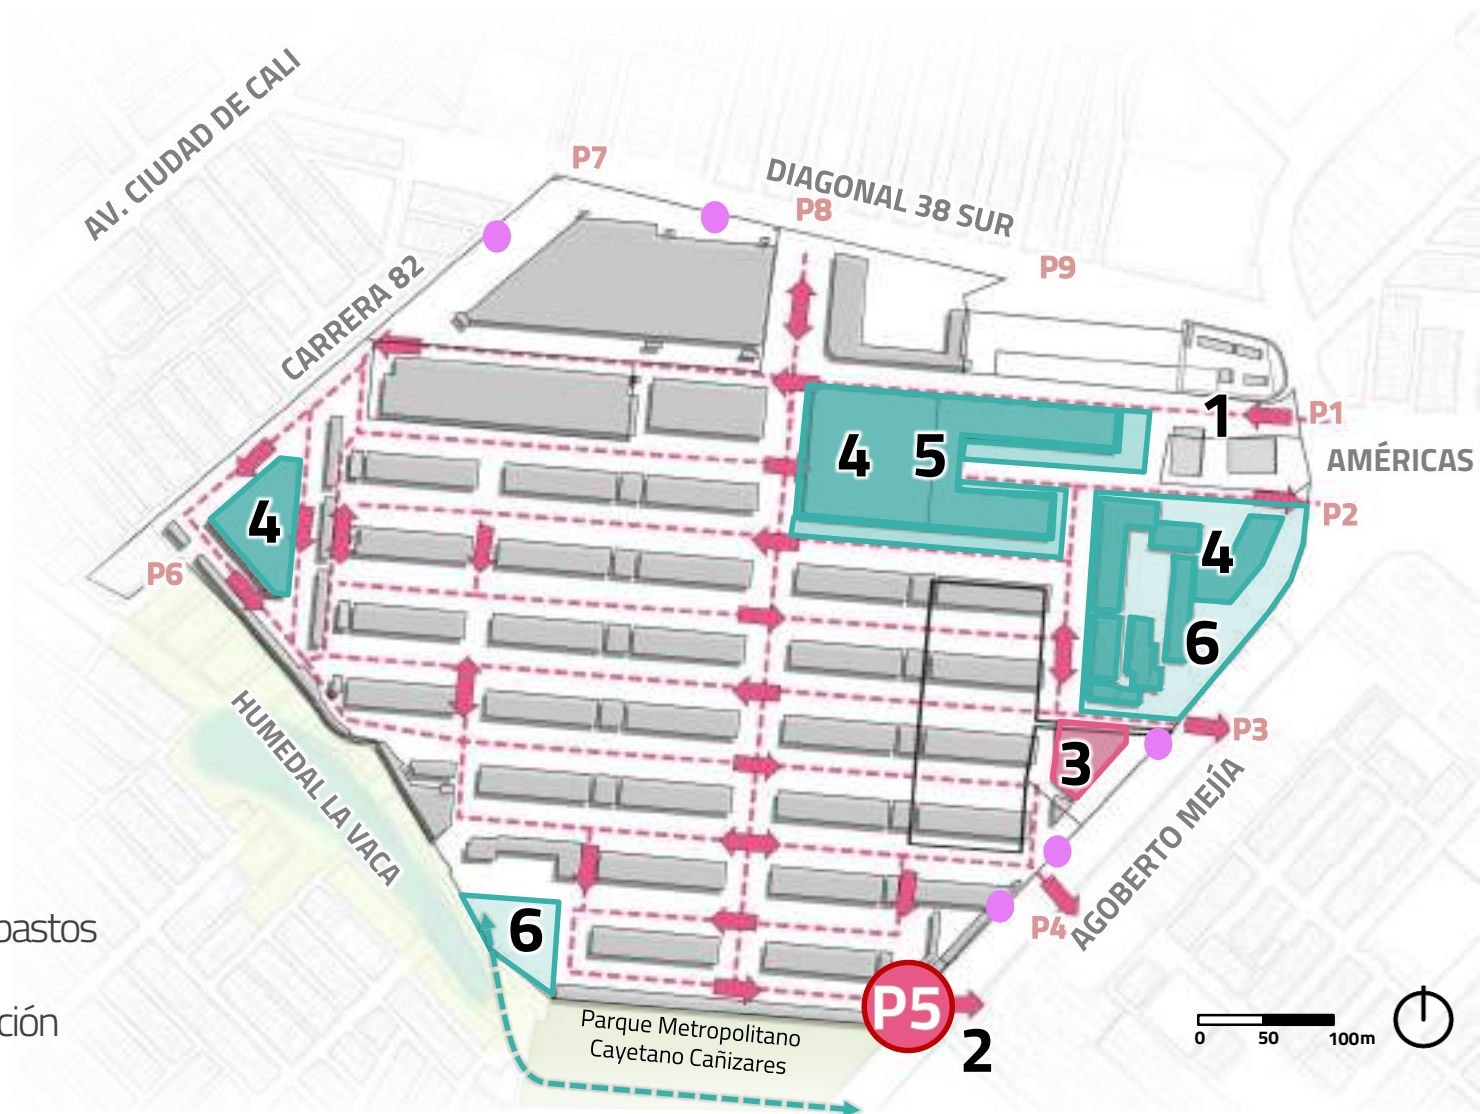 AV. CIUDAD DE CALI
P7
DIAGONAL 38 SUR
P8
P9
CARRERA 82
1
P1
4
5
AMÉRICAS
4
P2
4
P6
6
HUMEDAL LA VACA
P3
3
AGOBERTO MEJÍA
6
P4
pastos
P5
ción
Parque Metropolitano
Cayetano Cañizares
2
0 50 100m